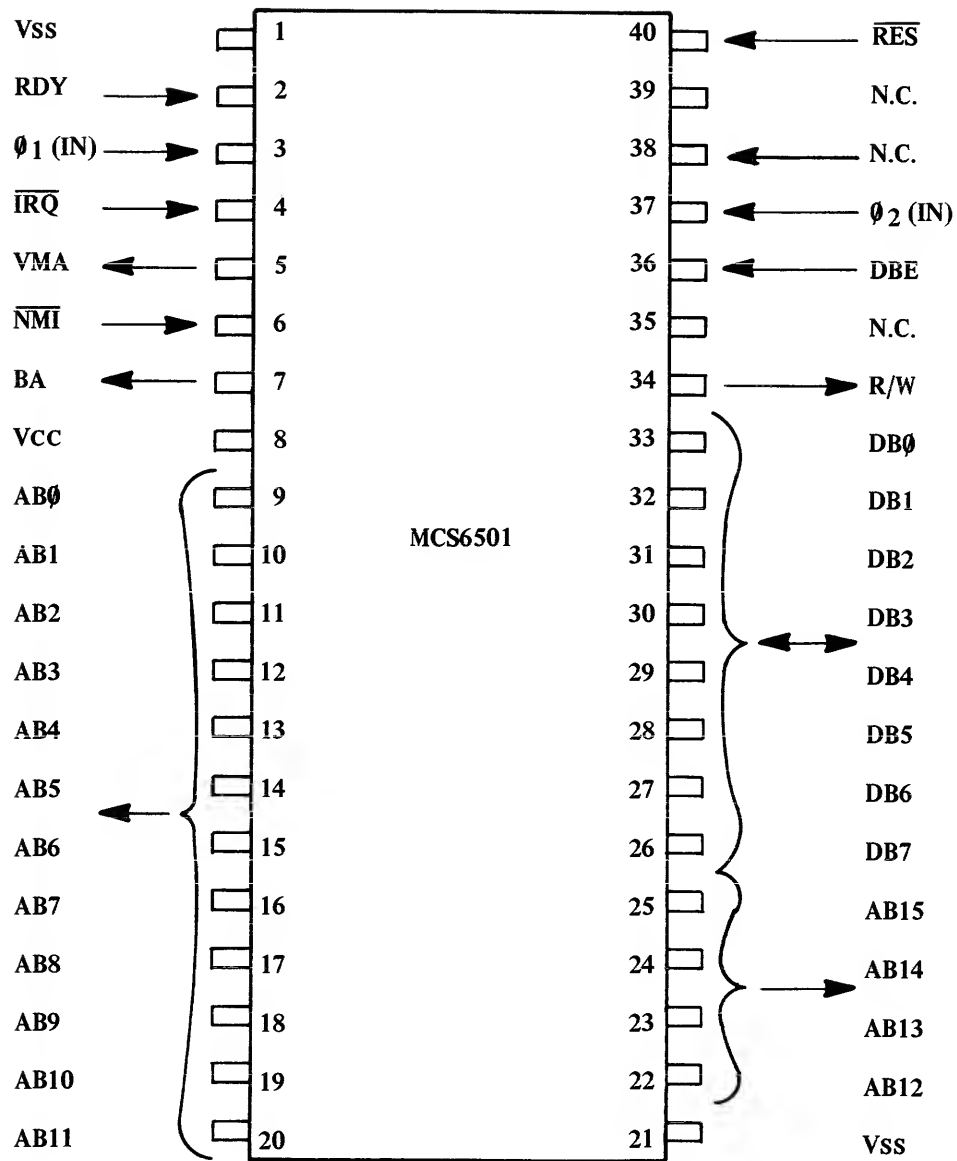 Vss 1 40 R̅E̅S̅
RDY 2 39 N.C.
Ø1 (IN) 3 38 N.C.
I̅R̅Q̅ 4 37 Ø2 (IN)
VMA 5 36 DBE
N̅M̅I̅ 6 35 N.C.
BA 7 34 R/W
Vcc 8 33 DBØ
ABØ 9 32 DB1
AB1 10 31 DB2
MCS6501
AB2 11 30 DB3
AB3 12 29 DB4
AB4 13 28 DB5
AB5 14 27 DB6
AB6 15 26 DB7
AB7 16 25 AB15
AB8 17 24 AB14
AB9 18 23 AB13
AB10 19 22 AB12
AB11 20 21 Vss